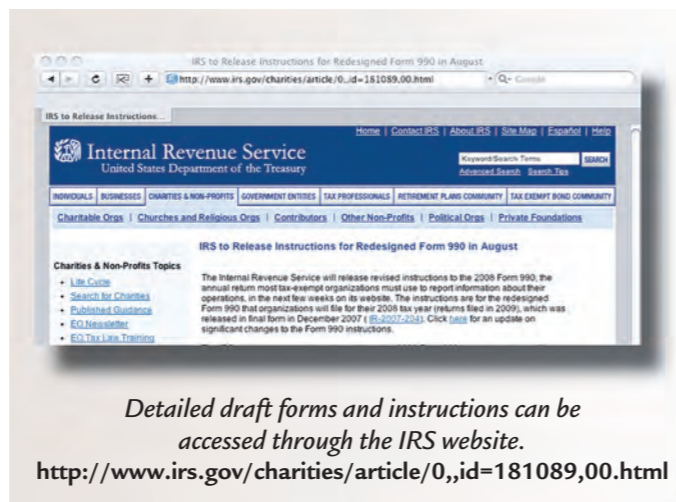 IRS to Release Instructions for Redesigned Form 990 in August
http://www.irs.gov/charities/article/0,,id=181089,00.html
IRS to Release Instructions...
Home | Contact IRS | About IRS | Site Map | Español | Help
Internal Revenue Service
United States Department of the Treasury
Keyword/Search Terms SEARCH
Advanced Search Search Tips
INDIVIDUALS BUSINESSES CHARITIES & NON-PROFITS GOVERNMENT ENTITIES TAX PROFESSIONALS RETIREMENT PLANS COMMUNITY TAX EXEMPT BOND COMMUNITY
Charitable Orgs | Churches and Religious Orgs | Contributors | Other Non-Profits | Political Orgs | Private Foundations
IRS to Release Instructions for Redesigned Form 990 in August
Charities & Non-Profits Topics
• Life Cycle
• Search for Charities
• Published Guidance
• EO Newsletter
• EO Tax Law Training
The Internal Revenue Service will release revised instructions to the 2008 Form 990, the
annual return most tax-exempt organizations must use to report information about their
operations, in the next few weeks on its website. The instructions are for the redesigned
Form 990 that organizations will file for their 2008 tax year (returns filed in 2009), which was
released in final form in December 2007 ( IR-2007-204). Click here for an update on
significant changes to the Form 990 instructions.
Detailed draft forms and instructions can be
accessed through the IRS website.
http://www.irs.gov/charities/article/0,,id=181089,00.html